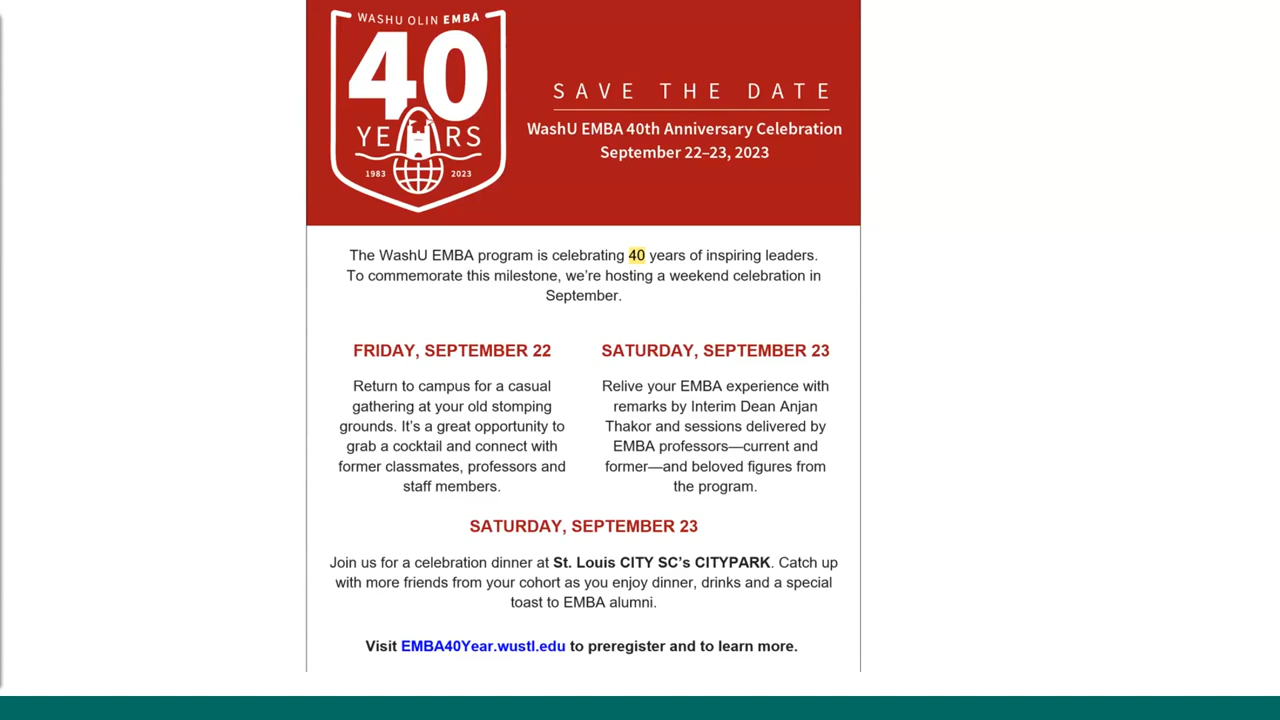 WASHU OLIN EMBA
40
YEARS
1983 2023
SAVE THE DATE
WashU EMBA 40th Anniversary Celebration
September 22–23, 2023
The WashU EMBA program is celebrating 40 years of inspiring leaders.
To commemorate this milestone, we're hosting a weekend celebration in
September.
FRIDAY, SEPTEMBER 22
Return to campus for a casual
gathering at your old stomping
grounds. It's a great opportunity to
grab a cocktail and connect with
former classmates, professors and
staff members.
SATURDAY, SEPTEMBER 23
Relive your EMBA experience with
remarks by Interim Dean Anjan
Thakor and sessions delivered by
EMBA professors—current and
former—and beloved figures from
the program.
SATURDAY, SEPTEMBER 23
Join us for a celebration dinner at St. Louis CITY SC's CITYPARK. Catch up
with more friends from your cohort as you enjoy dinner, drinks and a special
toast to EMBA alumni.
Visit EMBA40Year.wustl.edu to preregister and to learn more.